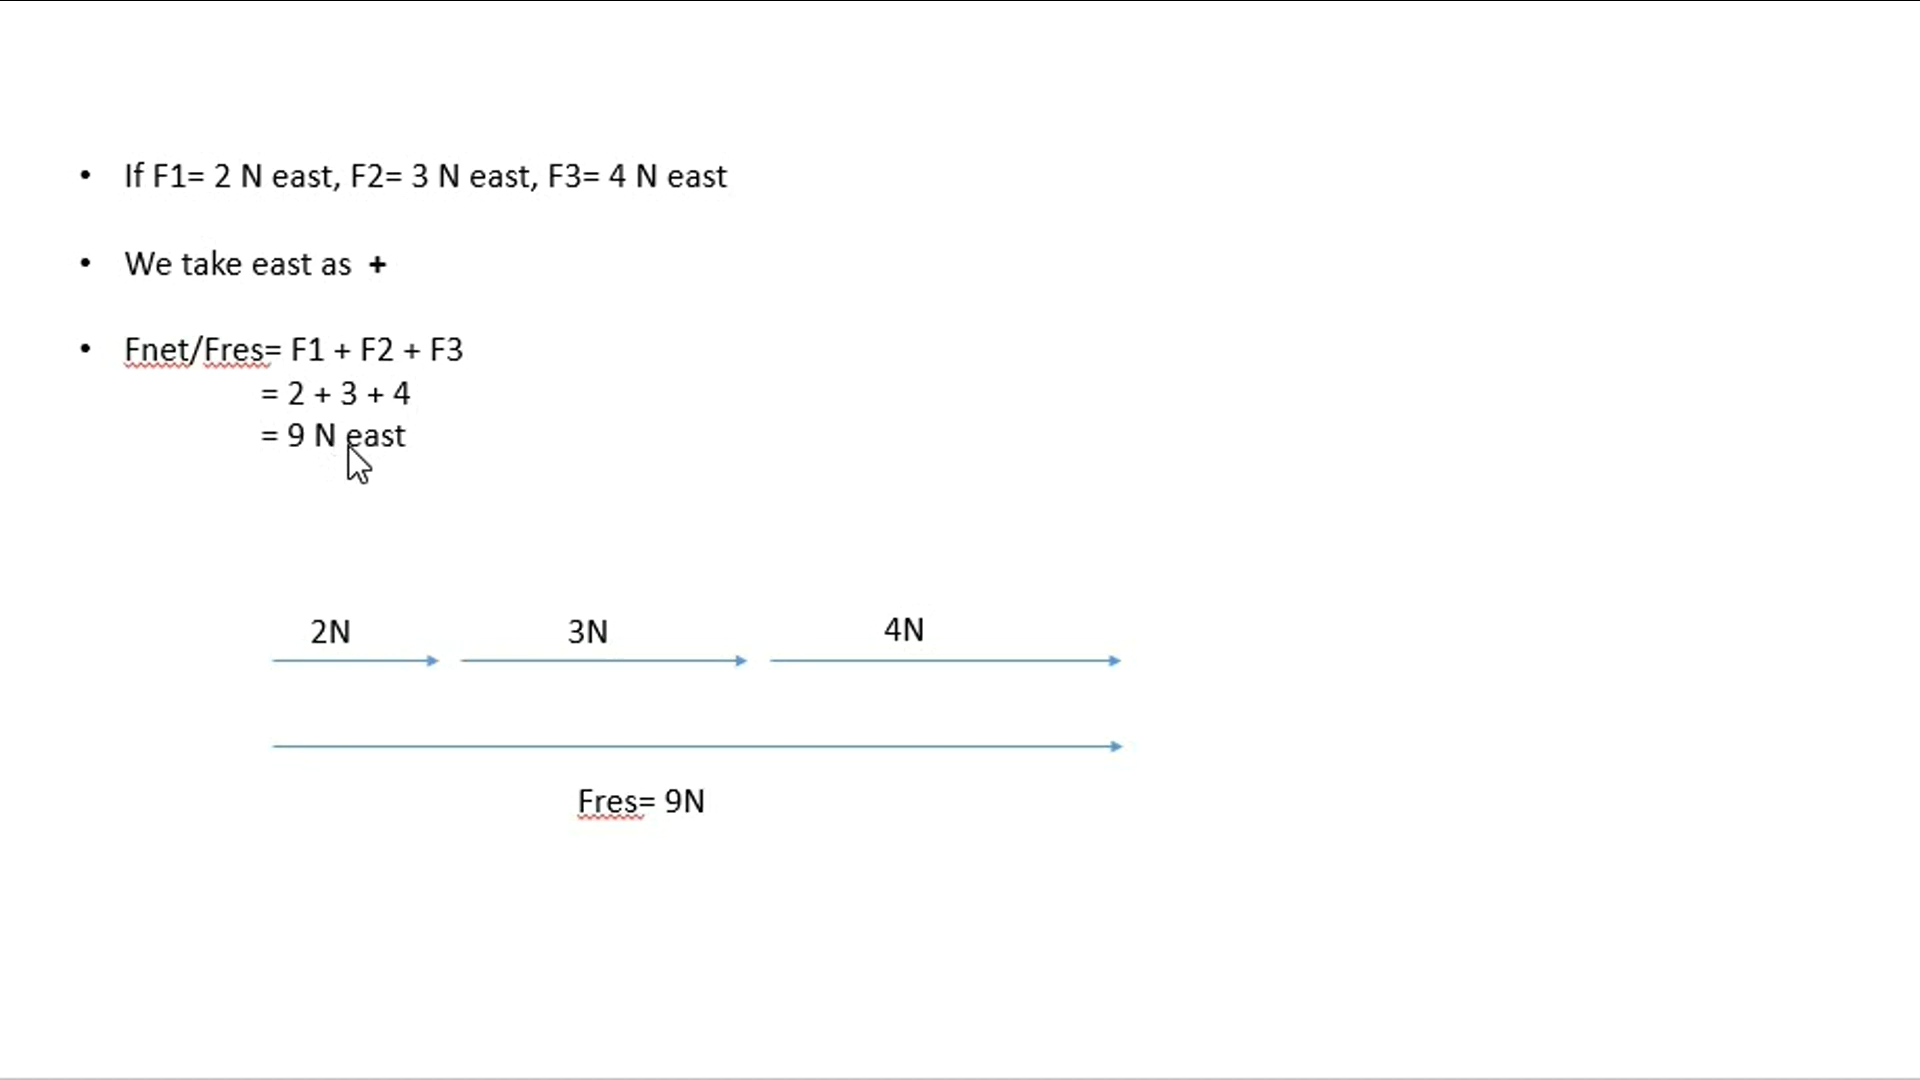 • If F1= 2 N east, F2= 3 N east, F3= 4 N east
• We take east as +
• Fnet/Fres= F1 + F2 + F3
= 2 + 3 + 4
= 9 N east
2N 3N 4N
Fres= 9N